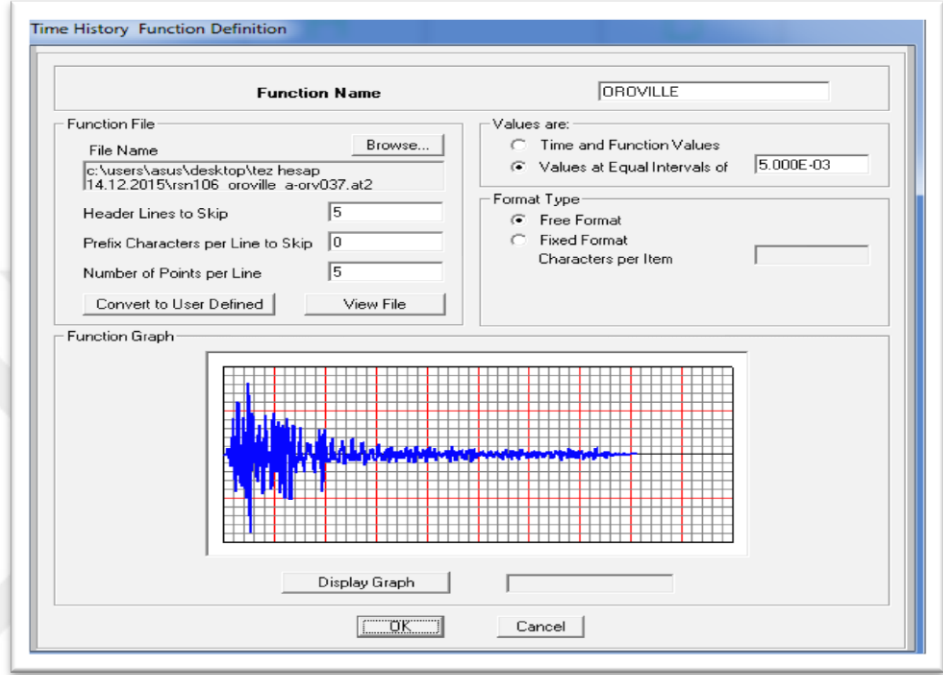 Time History Function Definition
Function Name
OROVILLE
Function File
File Name
Browse...
c:\users\asus\desktop\tez hesap
14.12.2015\rsn106_oroville_a-orv037.at2
Header Lines to Skip
5
Prefix Characters per Line to Skip
0
Number of Points per Line
5
Convert to User Defined
View File
Values are:
Time and Function Values
Values at Equal Intervals of
5.000E-03
Format Type
Free Format
Fixed Format
Characters per Item
Function Graph
Display Graph
OK
Cancel